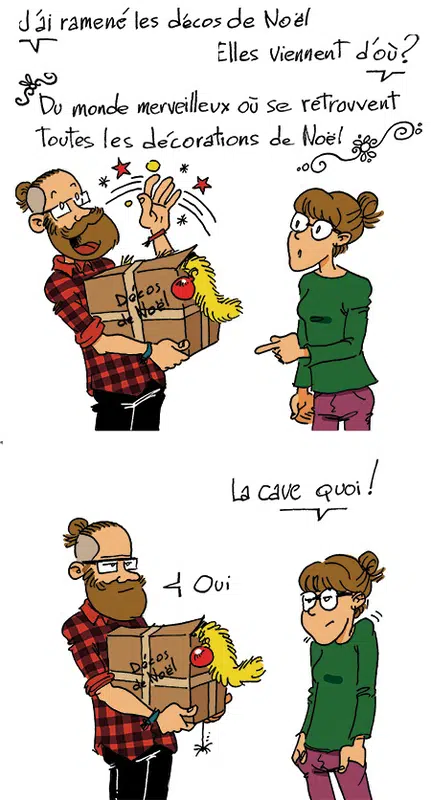 J'ai ramené les décos de Noël
Elles viennent d'où ?
Du monde merveilleux où se retrouvent
toutes les décorations de Noël
Décos
de Noël
La cave quoi !
Oui
Décos
de Noël